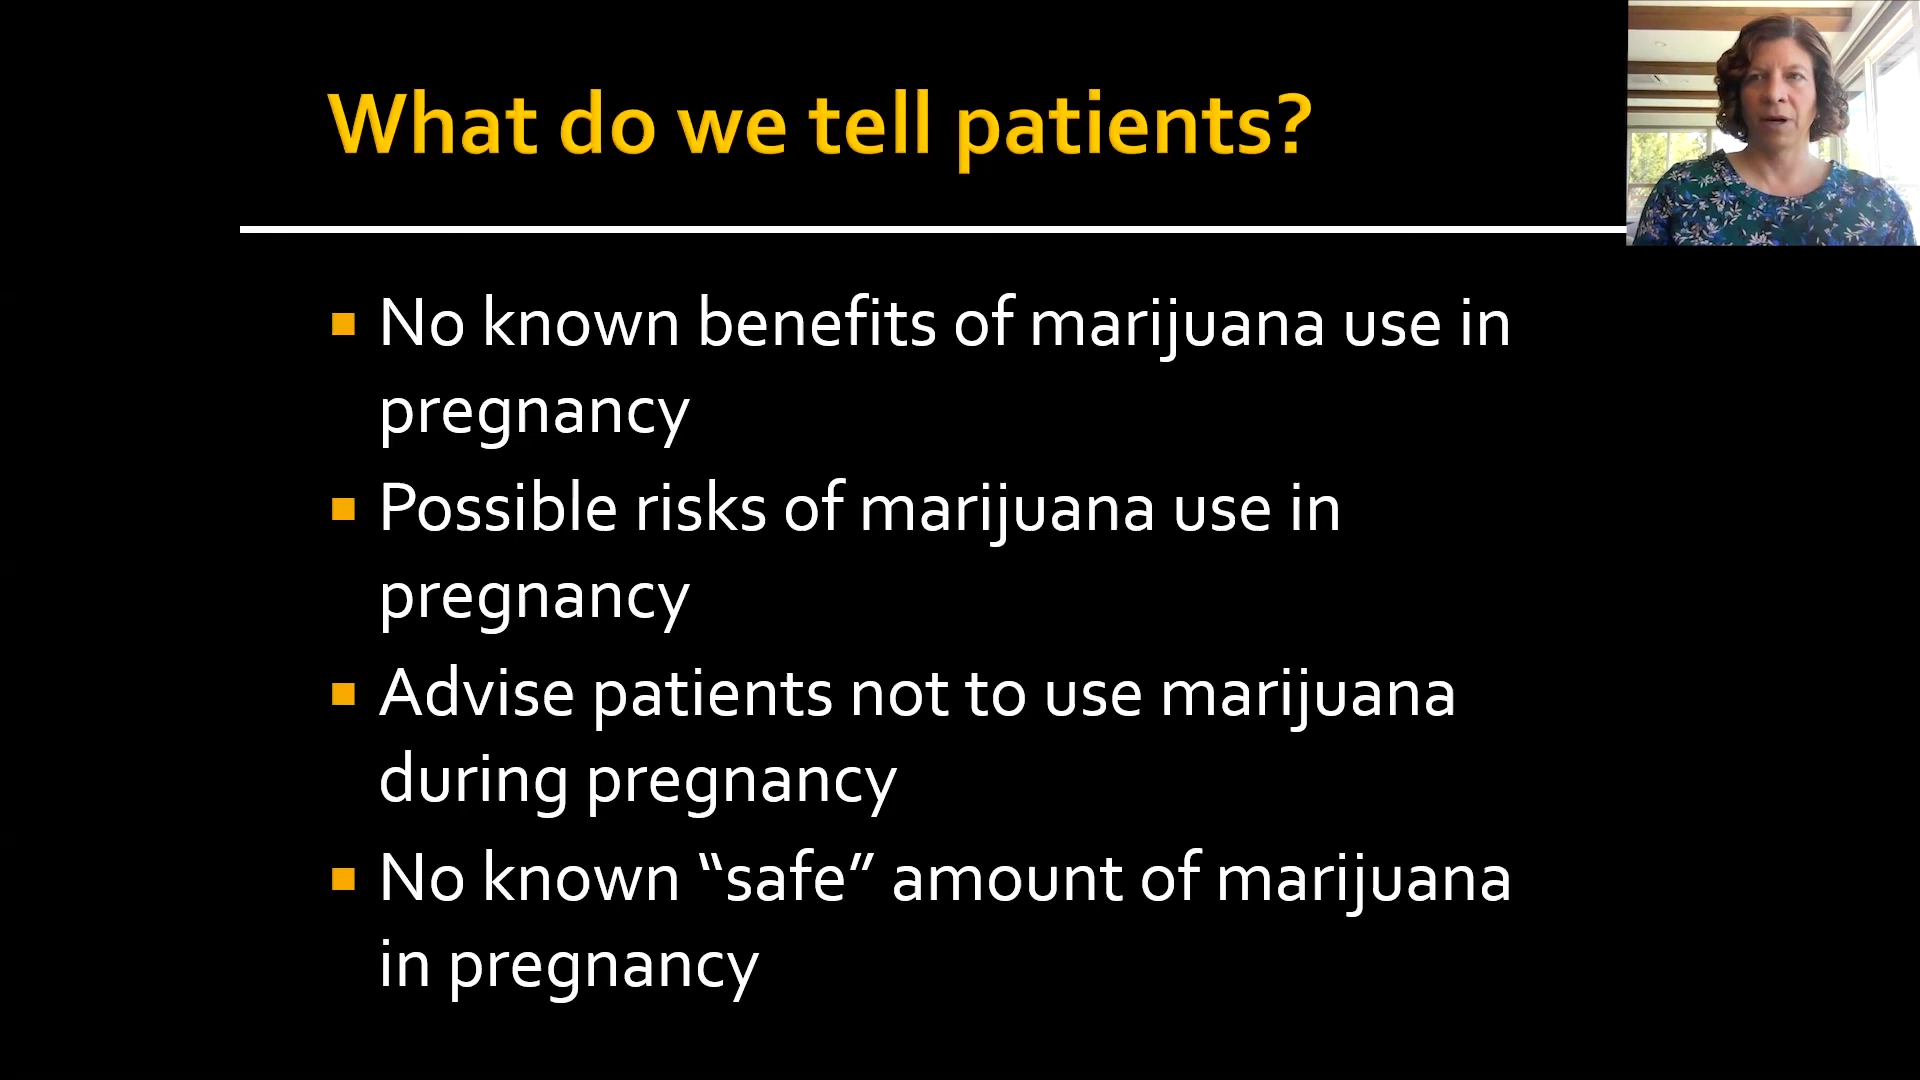 What do we tell patients?
No known benefits of marijuana use in
pregnancy
Possible risks of marijuana use in
pregnancy
Advise patients not to use marijuana
during pregnancy
No known “safe” amount of marijuana
in pregnancy